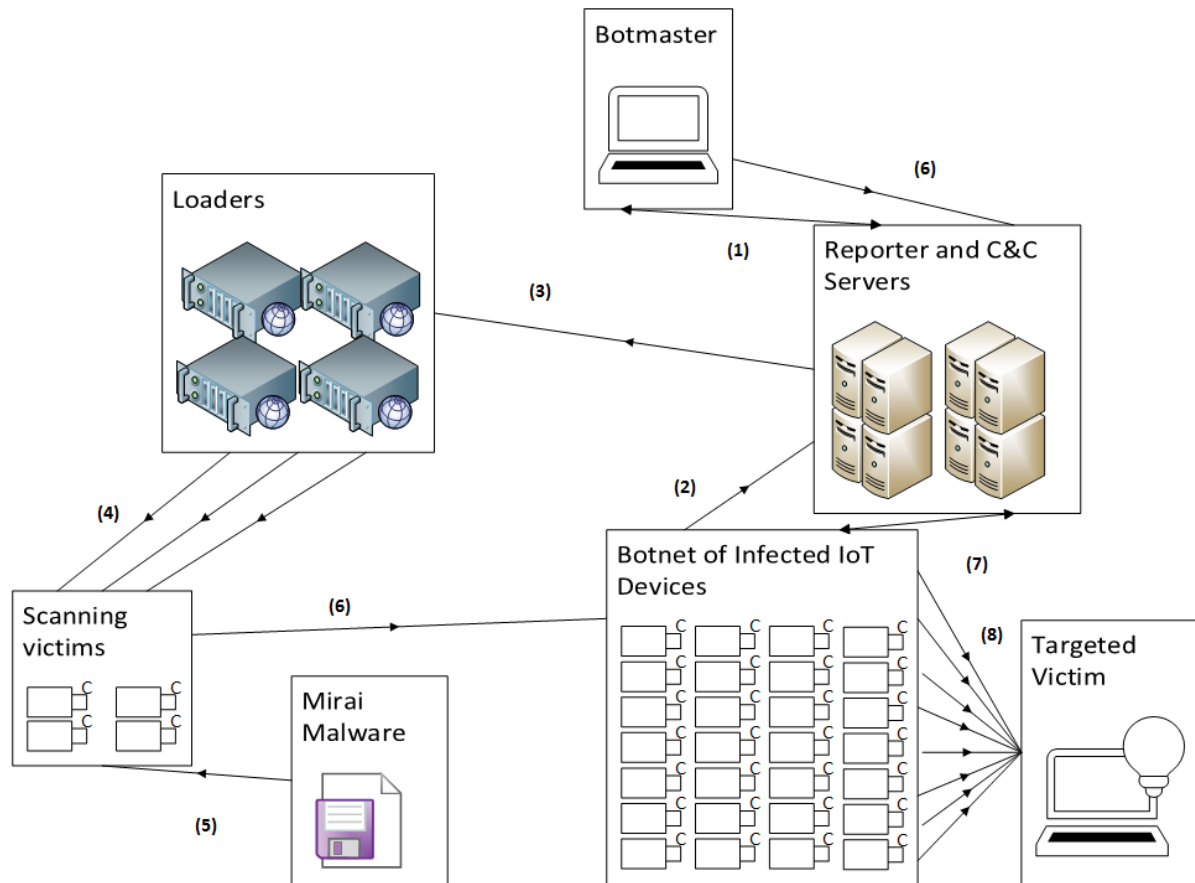 Botmaster
(6)
Loaders
(1)
Reporter and C&C
Servers
(3)
(2)
(4)
Botnet of Infected IoT
Devices
(7)
Scanning
victims
(6)
(8)
Targeted
Victim
C C C C
C C C C
C C C C
C C C C
C C C C
C C C C
C C C C
C C
C C
Mirai
Malware
(5)